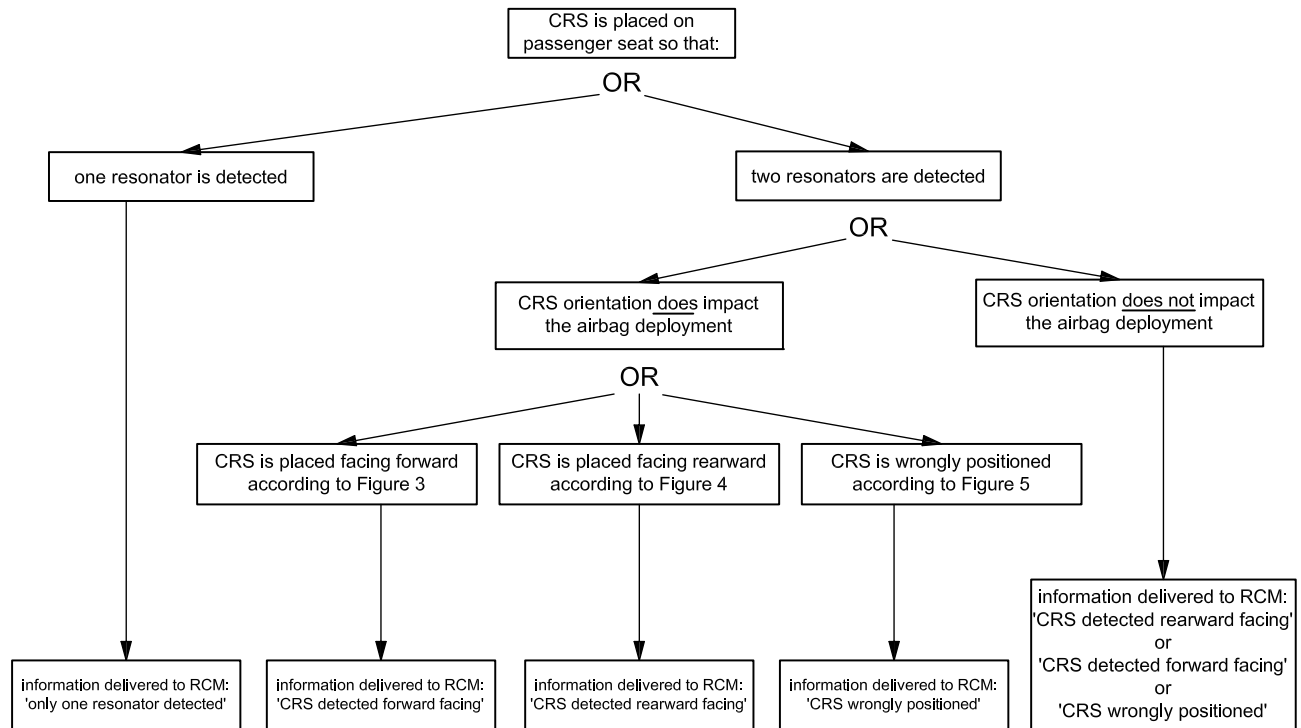 CRS is placed on
passenger seat so that:
OR
one resonator is detected
two resonators are detected
OR
CRS orientation does impact
the airbag deployment
CRS orientation does not impact
the airbag deployment
OR
CRS is placed facing forward
according to Figure 3
CRS is placed facing rearward
according to Figure 4
CRS is wrongly positioned
according to Figure 5
information delivered to RCM:
'only one resonator detected'
information delivered to RCM:
'CRS detected forward facing'
information delivered to RCM:
'CRS detected rearward facing'
information delivered to RCM:
'CRS wrongly positioned'
information delivered to RCM:
'CRS detected rearward facing'
or
'CRS detected forward facing'
or
'CRS wrongly positioned'